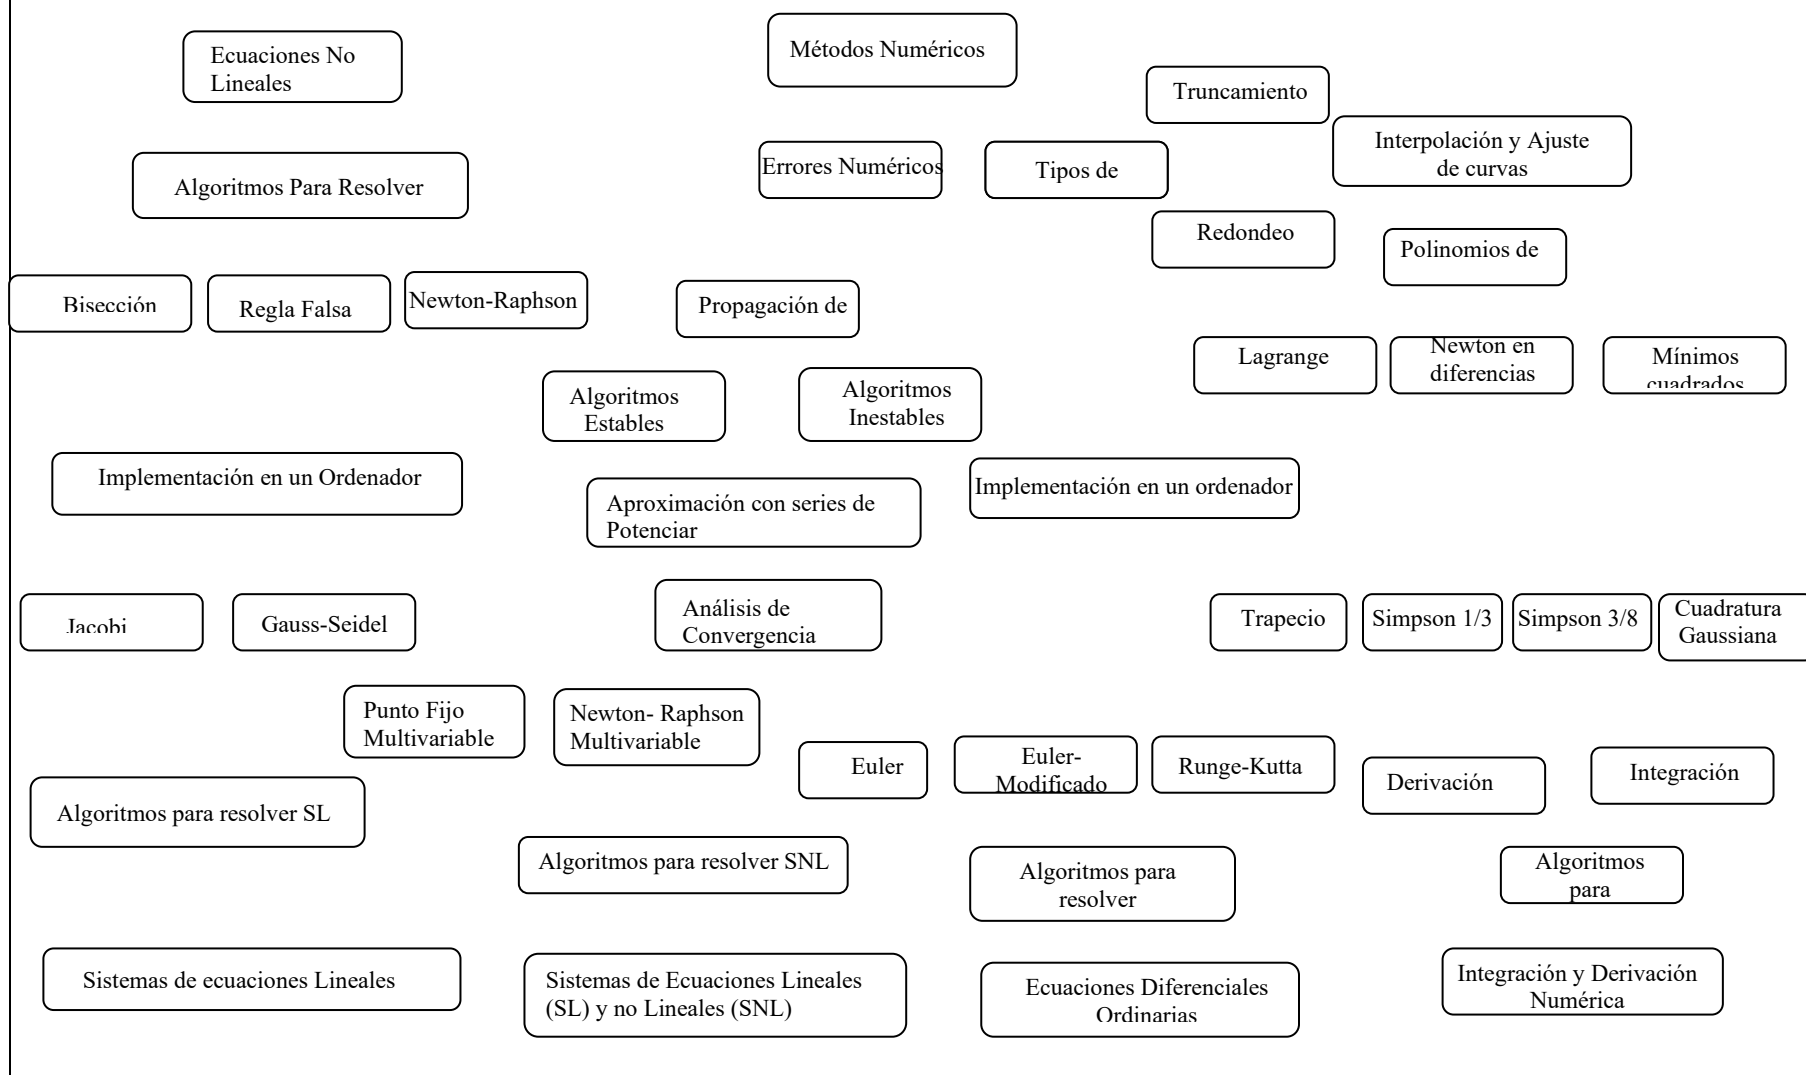 Ecuaciones No
Lineales
Métodos Numéricos
Truncamiento
Interpolación y Ajuste
de curvas
Algoritmos Para Resolver
Errores Numéricos
Tipos de
Redondeo
Polinomios de
Bisección
Regla Falsa
Newton-Raphson
Propagación de
Lagrange
Newton en
diferencias
Mínimos
cuadrados
Algoritmos
Estables
Algoritmos
Inestables
Implementación en un Ordenador
Aproximación con series de
Potenciar
Implementación en un ordenador
Jacobi
Gauss-Seidel
Análisis de
Convergencia
Trapecio
Simpson 1/3
Simpson 3/8
Cuadratura
Gaussiana
Punto Fijo
Multivariable
Newton- Raphson
Multivariable
Euler
Euler-
Modificado
Runge-Kutta
Derivación
Integración
Algoritmos para resolver SL
Algoritmos para resolver SNL
Algoritmos para
resolver
Algoritmos
para
Sistemas de ecuaciones Lineales
Sistemas de Ecuaciones Lineales
(SL) y no Lineales (SNL)
Ecuaciones Diferenciales
Ordinarias
Integración y Derivación
Numérica